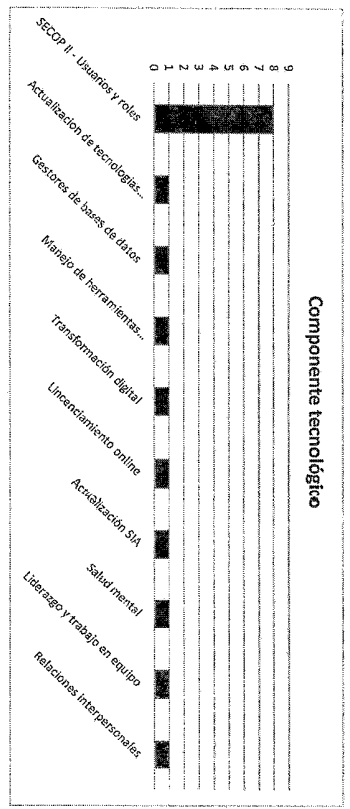 Componente tecnológico
9
8
7
6
5
4
3
2
1
0
SECOP II - Usuarios y roles
Actualizacion de tecnologías...
Gestores de bases de datos
Manejo de herramientas...
Transformación digital
Lincenciamiento online
Actualización SIA
Salud mental
Liderazgo y trabajo en equipo
Relaciones interpersonales